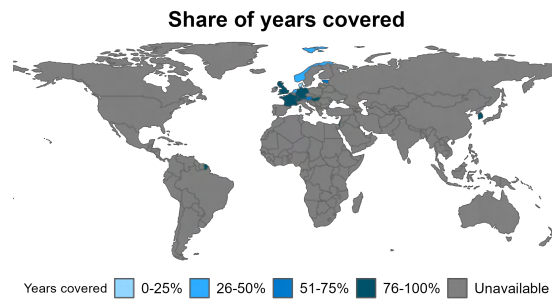 Share of years covered
Years covered 0-25% 26-50% 51-75% 76-100% Unavailable